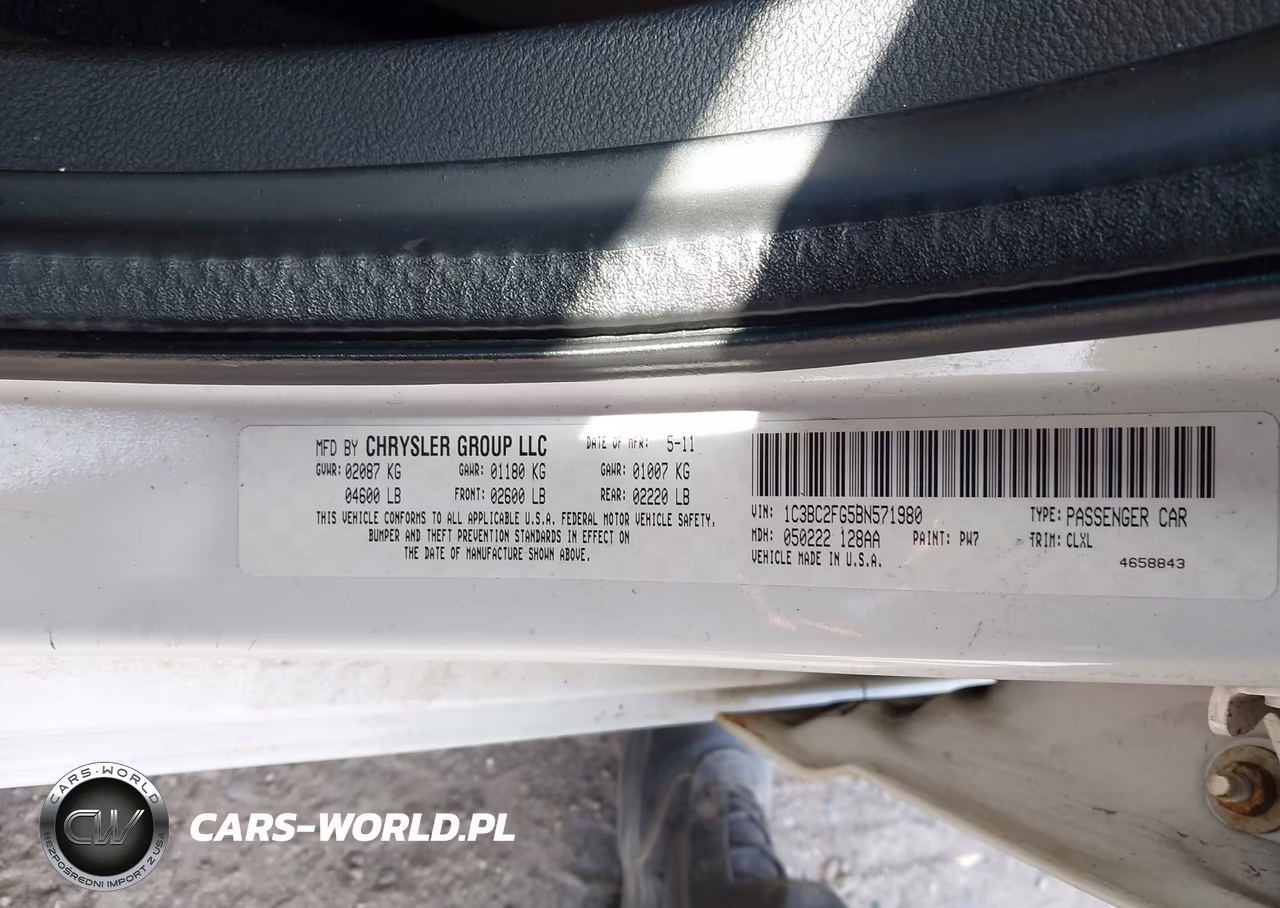 MFD BY CHRYSLER GROUP LLC DATE OF MFR: 5-11
GVWR: 02087 KG GAWR: 01180 KG GAWR: 01007 KG
04600 LB FRONT: 02600 LB REAR: 02220 LB
THIS VEHICLE CONFORMS TO ALL APPLICABLE U.S.A. FEDERAL MOTOR VEHICLE SAFETY,
BUMPER AND THEFT PREVENTION STANDARDS IN EFFECT ON
THE DATE OF MANUFACTURE SHOWN ABOVE.
VIN: 1C3BC2FG5BN571980 TYPE: PASSENGER CAR
MDH: 050222 128AA PAINT: PW7 TRIM: CLXL
VEHICLE MADE IN U.S.A. 4658843
CARS-WORLD
CW
BEZPOŚREDNI IMPORT Z USA
CARS-WORLD.PL